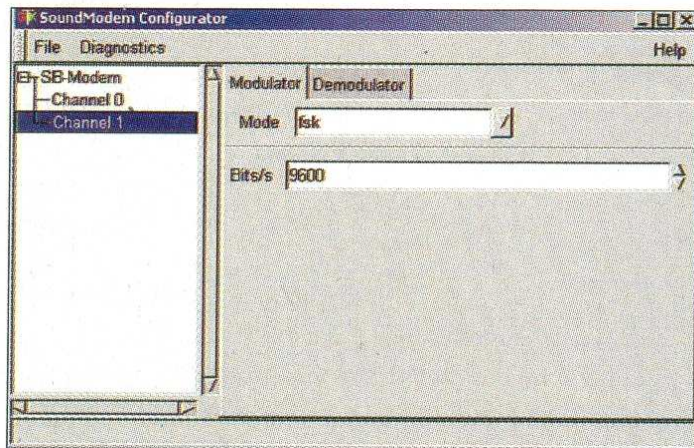 SoundModem Configurator
File Diagnostics Help
SB-Modem
Channel 0
Channel 1
Modulator Demodulator
Mode fsk
Bits/s 9600